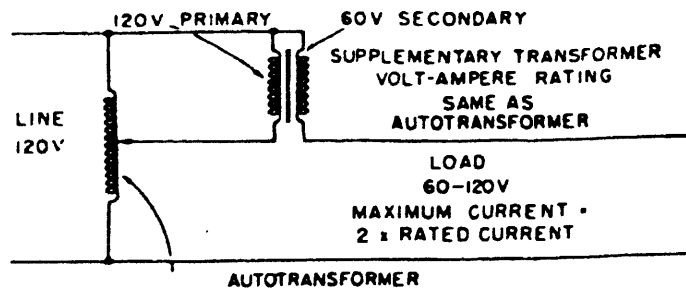 120V PRIMARY
60V SECONDARY
SUPPLEMENTARY TRANSFORMER
VOLT-AMPERE RATING
SAME AS
AUTOTRANSFORMER
LINE
120V
LOAD
60-120V
MAXIMUM CURRENT =
2 x RATED CURRENT
AUTOTRANSFORMER